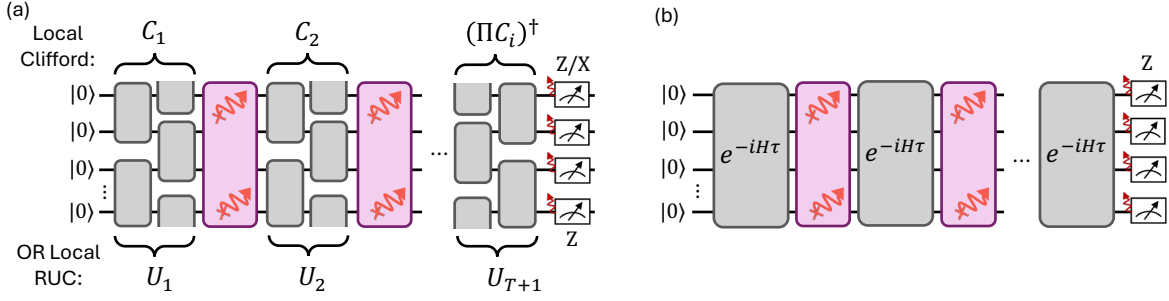 (a)
Local Clifford:
C₁ C₂ (ΠCᵢ)†
Z/X
|0⟩
|0⟩
|0⟩
⋮
|0⟩
...
Z
OR Local RUC:
U₁ U₂ U_{T+1}
(b)
Z
|0⟩
|0⟩
|0⟩
⋮
|0⟩
e^{-iHτ} e^{-iHτ} ... e^{-iHτ}